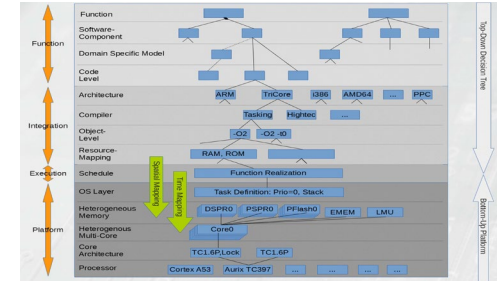 Function
Software-
Component
Domain Specific Model
Code
Level
Architecture
ARM
TriCore
i386
AMD64
...
PPC
Compiler
Tasking
Hightec
...
Object-
Level
-O2
-O2 -t0
Resource-
Mapping
RAM, ROM
Schedule
Function Realization
OS Layer
Task Definition: Prio=0, Stack
Heterogeneous
Memory
DSPR0
PSPR0
PFlash0
EMEM
LMU
Heterogenous
Multi-Core
Core0
Core
Architecture
TC1.6P,Lock
TC1.6P
Processor
Cortex A53
Aurix TC397
...
...
...
...
Function
Integration
Execution
Platform
Spatial Mapping
Time Mapping
Top-Down Decision Tree
Bottom-Up Platform